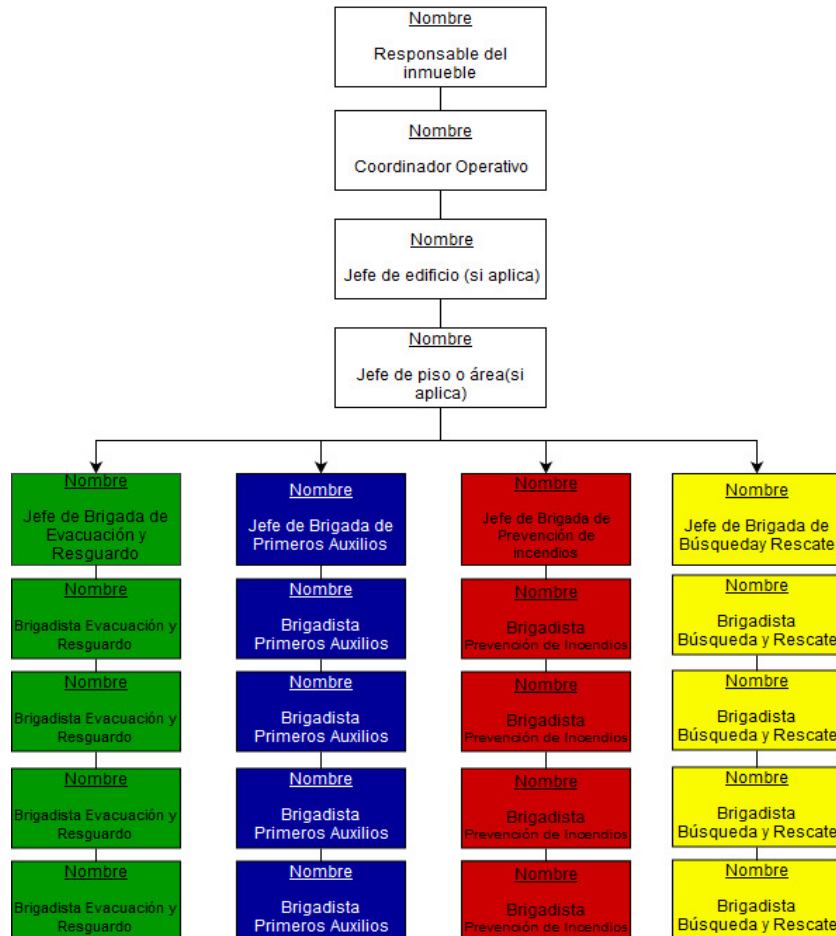 Nombre
Responsable del
inmueble
Nombre
Coordinador Operativo
Nombre
Jefe de edificio (si aplica)
Nombre
Jefe de piso o área(si
aplica)
Nombre
Jefe de Brigada de
Evacuación y
Resguardo
Nombre
Brigadista Evacuación y
Resguardo
Nombre
Brigadista Evacuación y
Resguardo
Nombre
Brigadista Evacuación y
Resguardo
Nombre
Brigadista Evacuación y
Resguardo
Nombre
Jefe de Brigada de
Primeros Auxilios
Nombre
Brigadista
Primeros Auxilios
Nombre
Brigadista
Primeros Auxilios
Nombre
Brigadista
Primeros Auxilios
Nombre
Brigadista
Primeros Auxilios
Nombre
Jefe de Brigada de
Prevención de
incendios
Nombre
Brigadista
Prevención de Incendios
Nombre
Brigadista
Prevención de Incendios
Nombre
Brigadista
Prevención de Incendios
Nombre
Brigadista
Prevención de Incendios
Nombre
Jefe de Brigada de
Búsqueday Rescate
Nombre
Brigadista
Búsqueda y Rescate
Nombre
Brigadista
Búsqueda y Rescate
Nombre
Brigadista
Búsqueda y Rescate
Nombre
Brigadista
Búsqueda y Rescate